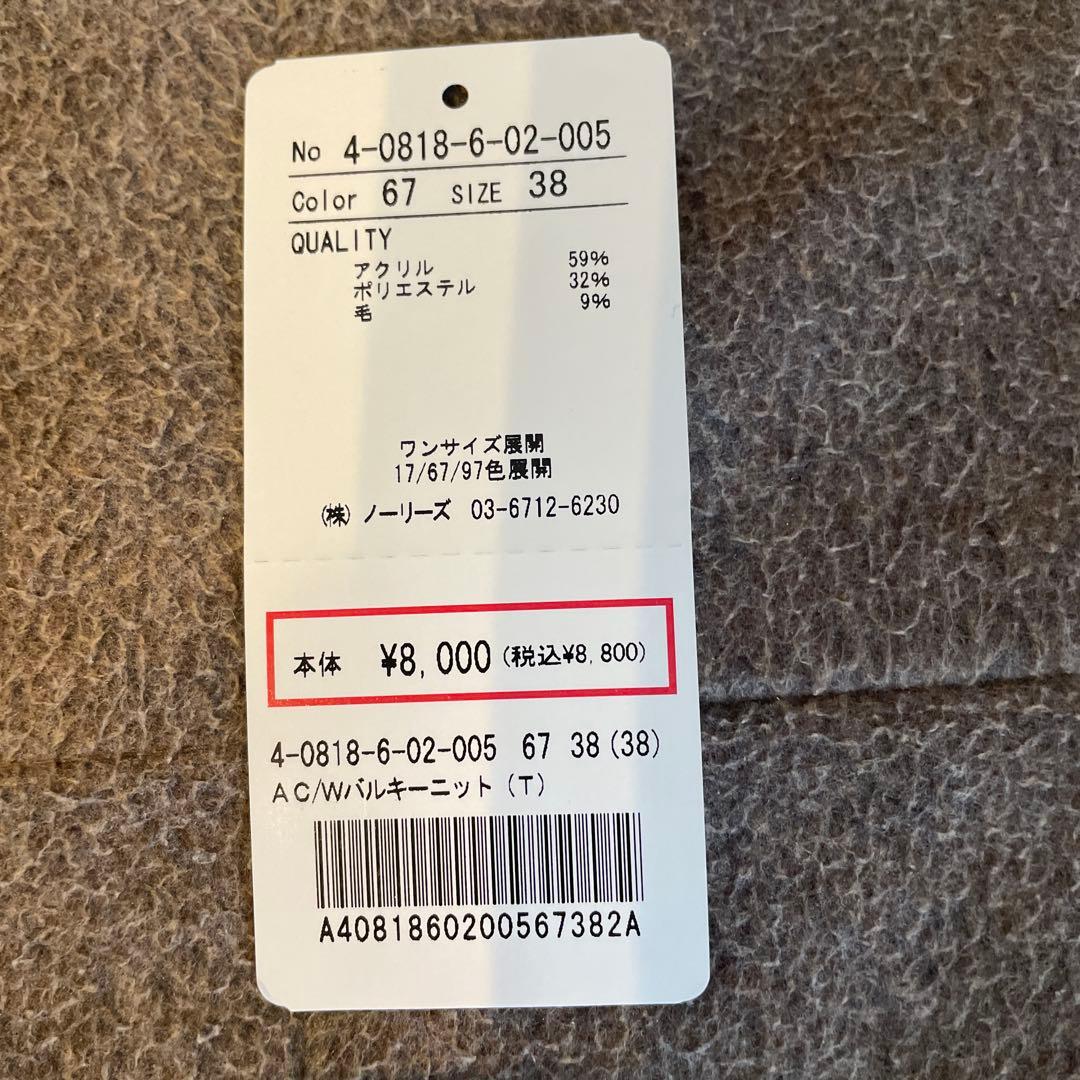 No 4-0818-6-02-005
Color 67 SIZE 38
QUALITY
アクリル 59%
ポリエステル 32%
毛 9%
ワンサイズ展開
17/67/97色展開
㈱ ノーリーズ 03-6712-6230
本体 ¥8,000(税込¥8,800)
4-0818-6-02-005 67 38(38)
AC/Wバルキーニット(T)
A4081860200567382A